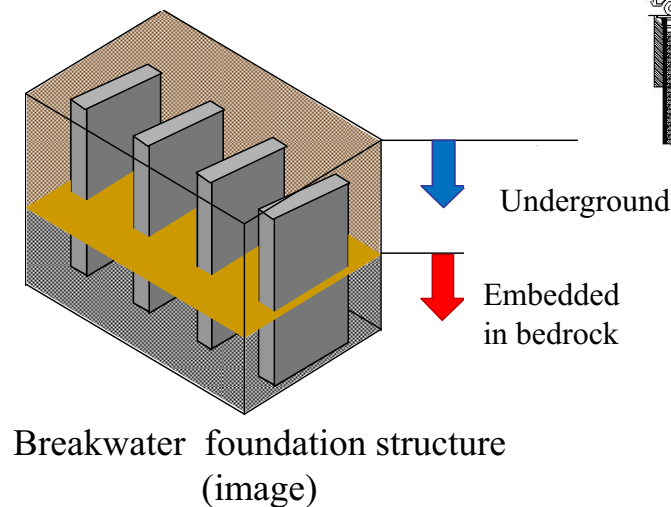 Underground
Embedded
in bedrock
Breakwater foundation structure
(image)